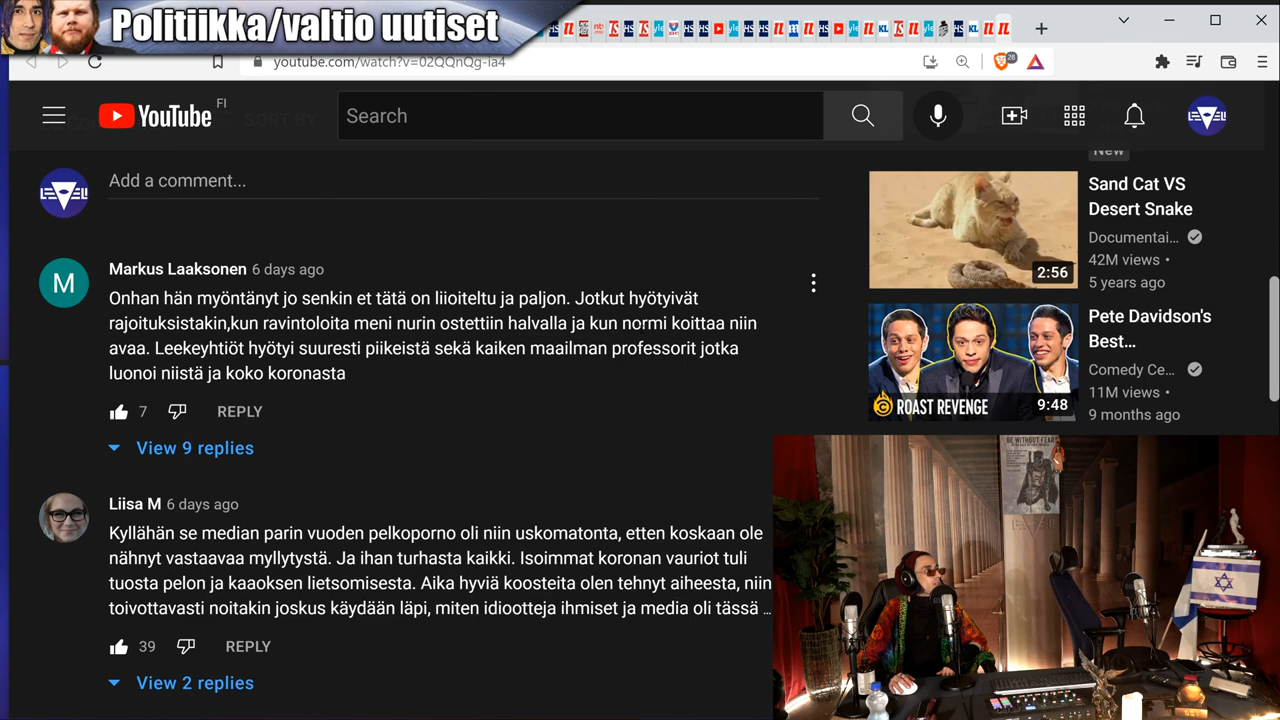 Politiikka/valtio uutiset
youtube.com/watch?v=02QQnQg-la4
28
YouTube
FI
Search
SORT BY
New
Add a comment...
Markus Laaksonen 6 days ago
Onhan hän myöntänyt jo senkin et tätä on liioiteltu ja paljon. Jotkut hyötyivät
rajoituksistakin,kun ravintoloita meni nurin ostettiin halvalla ja kun normi koittaa niin
avaa. Leekeyhtiöt hyötyi suuresti piikeistä sekä kaiken maailman professorit jotka
luonoi niistä ja koko koronasta
M
7 REPLY
View 9 replies
Liisa M 6 days ago
Kyllähän se median parin vuoden pelkoporno oli niin uskomatonta, etten koskaan ole
nähnyt vastaavaa myllytystä. Ja ihan turhasta kaikki. Isoimmat koronan vauriot tuli
tuosta pelon ja kaaoksen lietsomisesta. Aika hyviä koosteita olen tehnyt aiheesta, niin
toivottavasti noitakin joskus käydään läpi, miten idiootteja ihmiset ja media oli tässä ...
39 REPLY
View 2 replies
Sand Cat VS
Desert Snake
Documentai...
42M views •
5 years ago
2:56
Pete Davidson's
Best...
Comedy Ce...
11M views •
9 months ago
ROAST REVENGE
9:48
BE WITHOUT FEAR